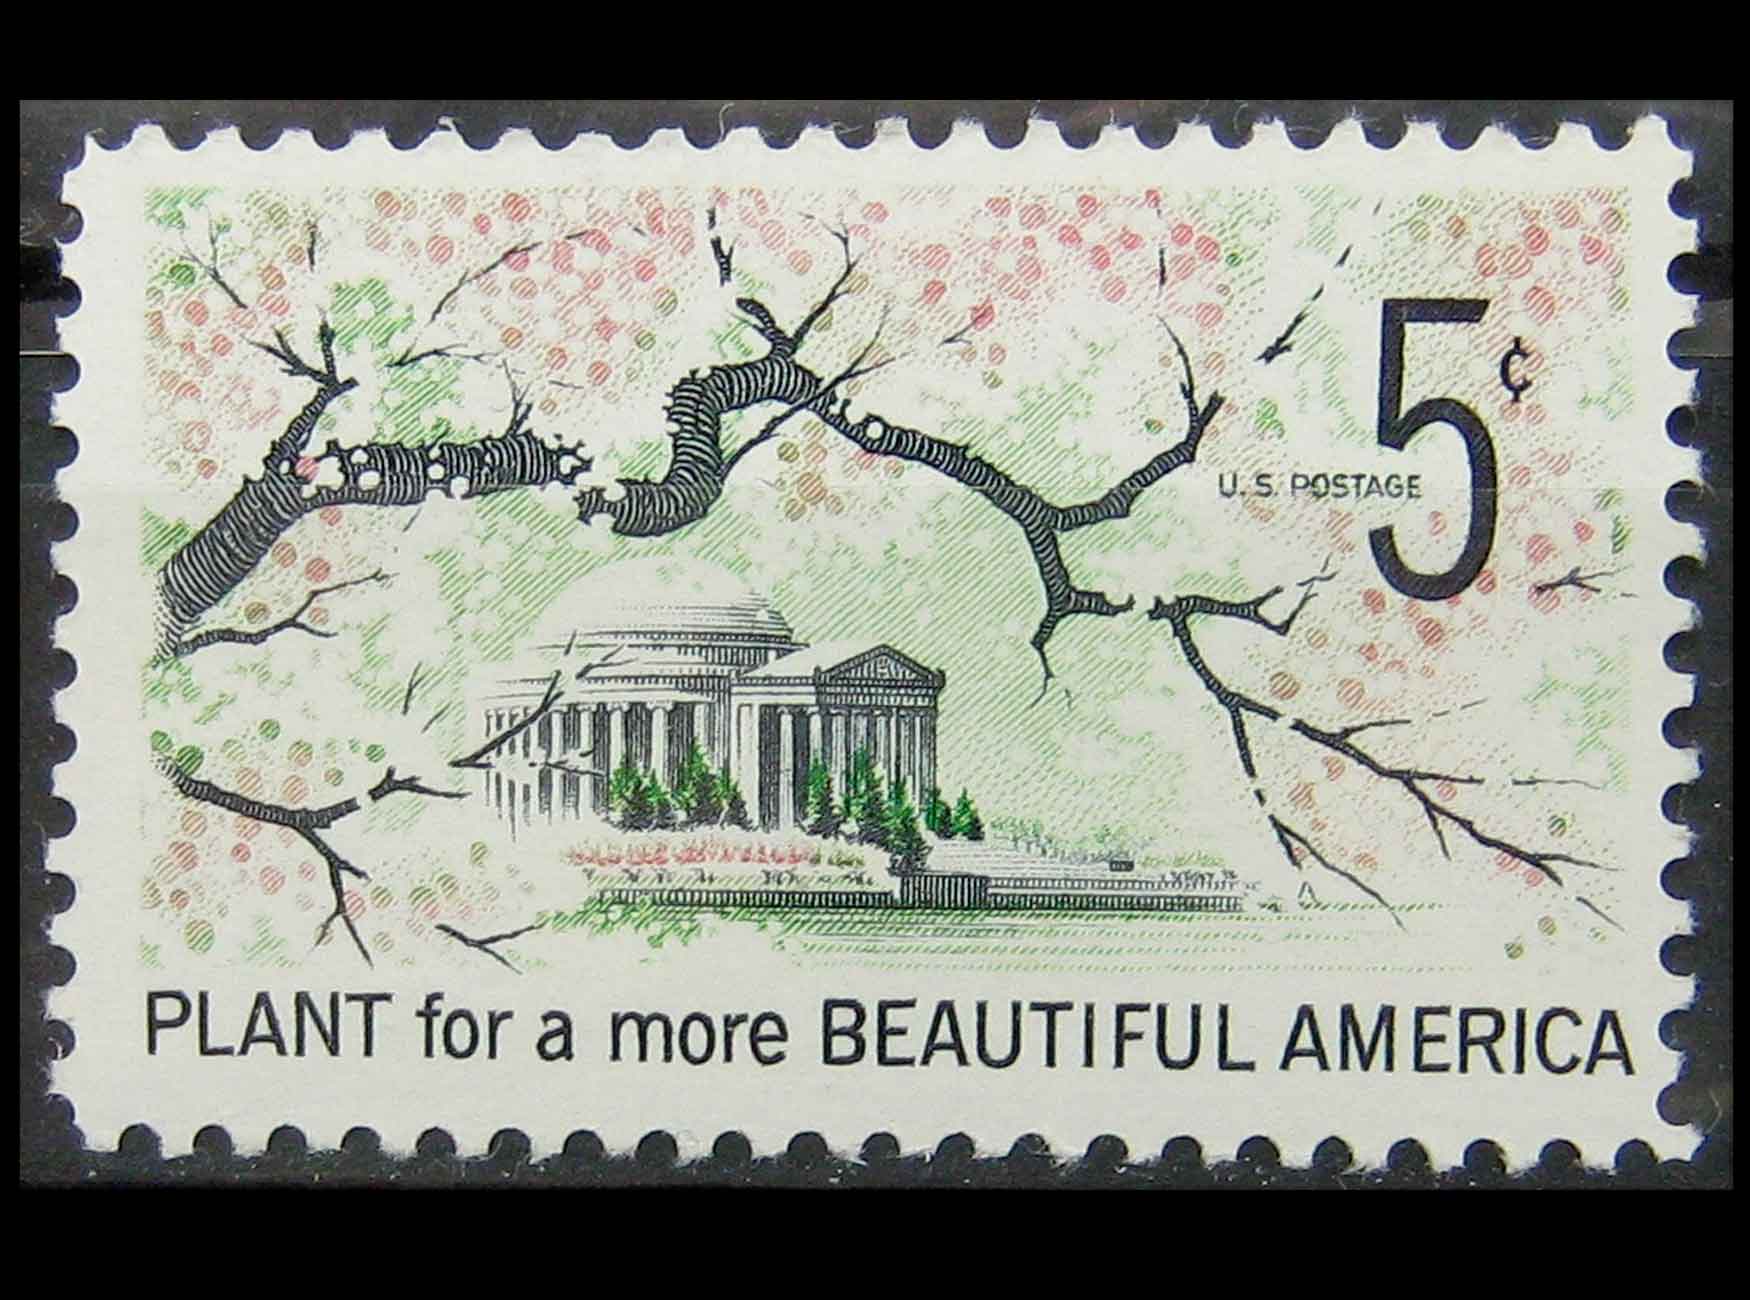 5¢
U.S. POSTAGE
PLANT for a more BEAUTIFUL AMERICA